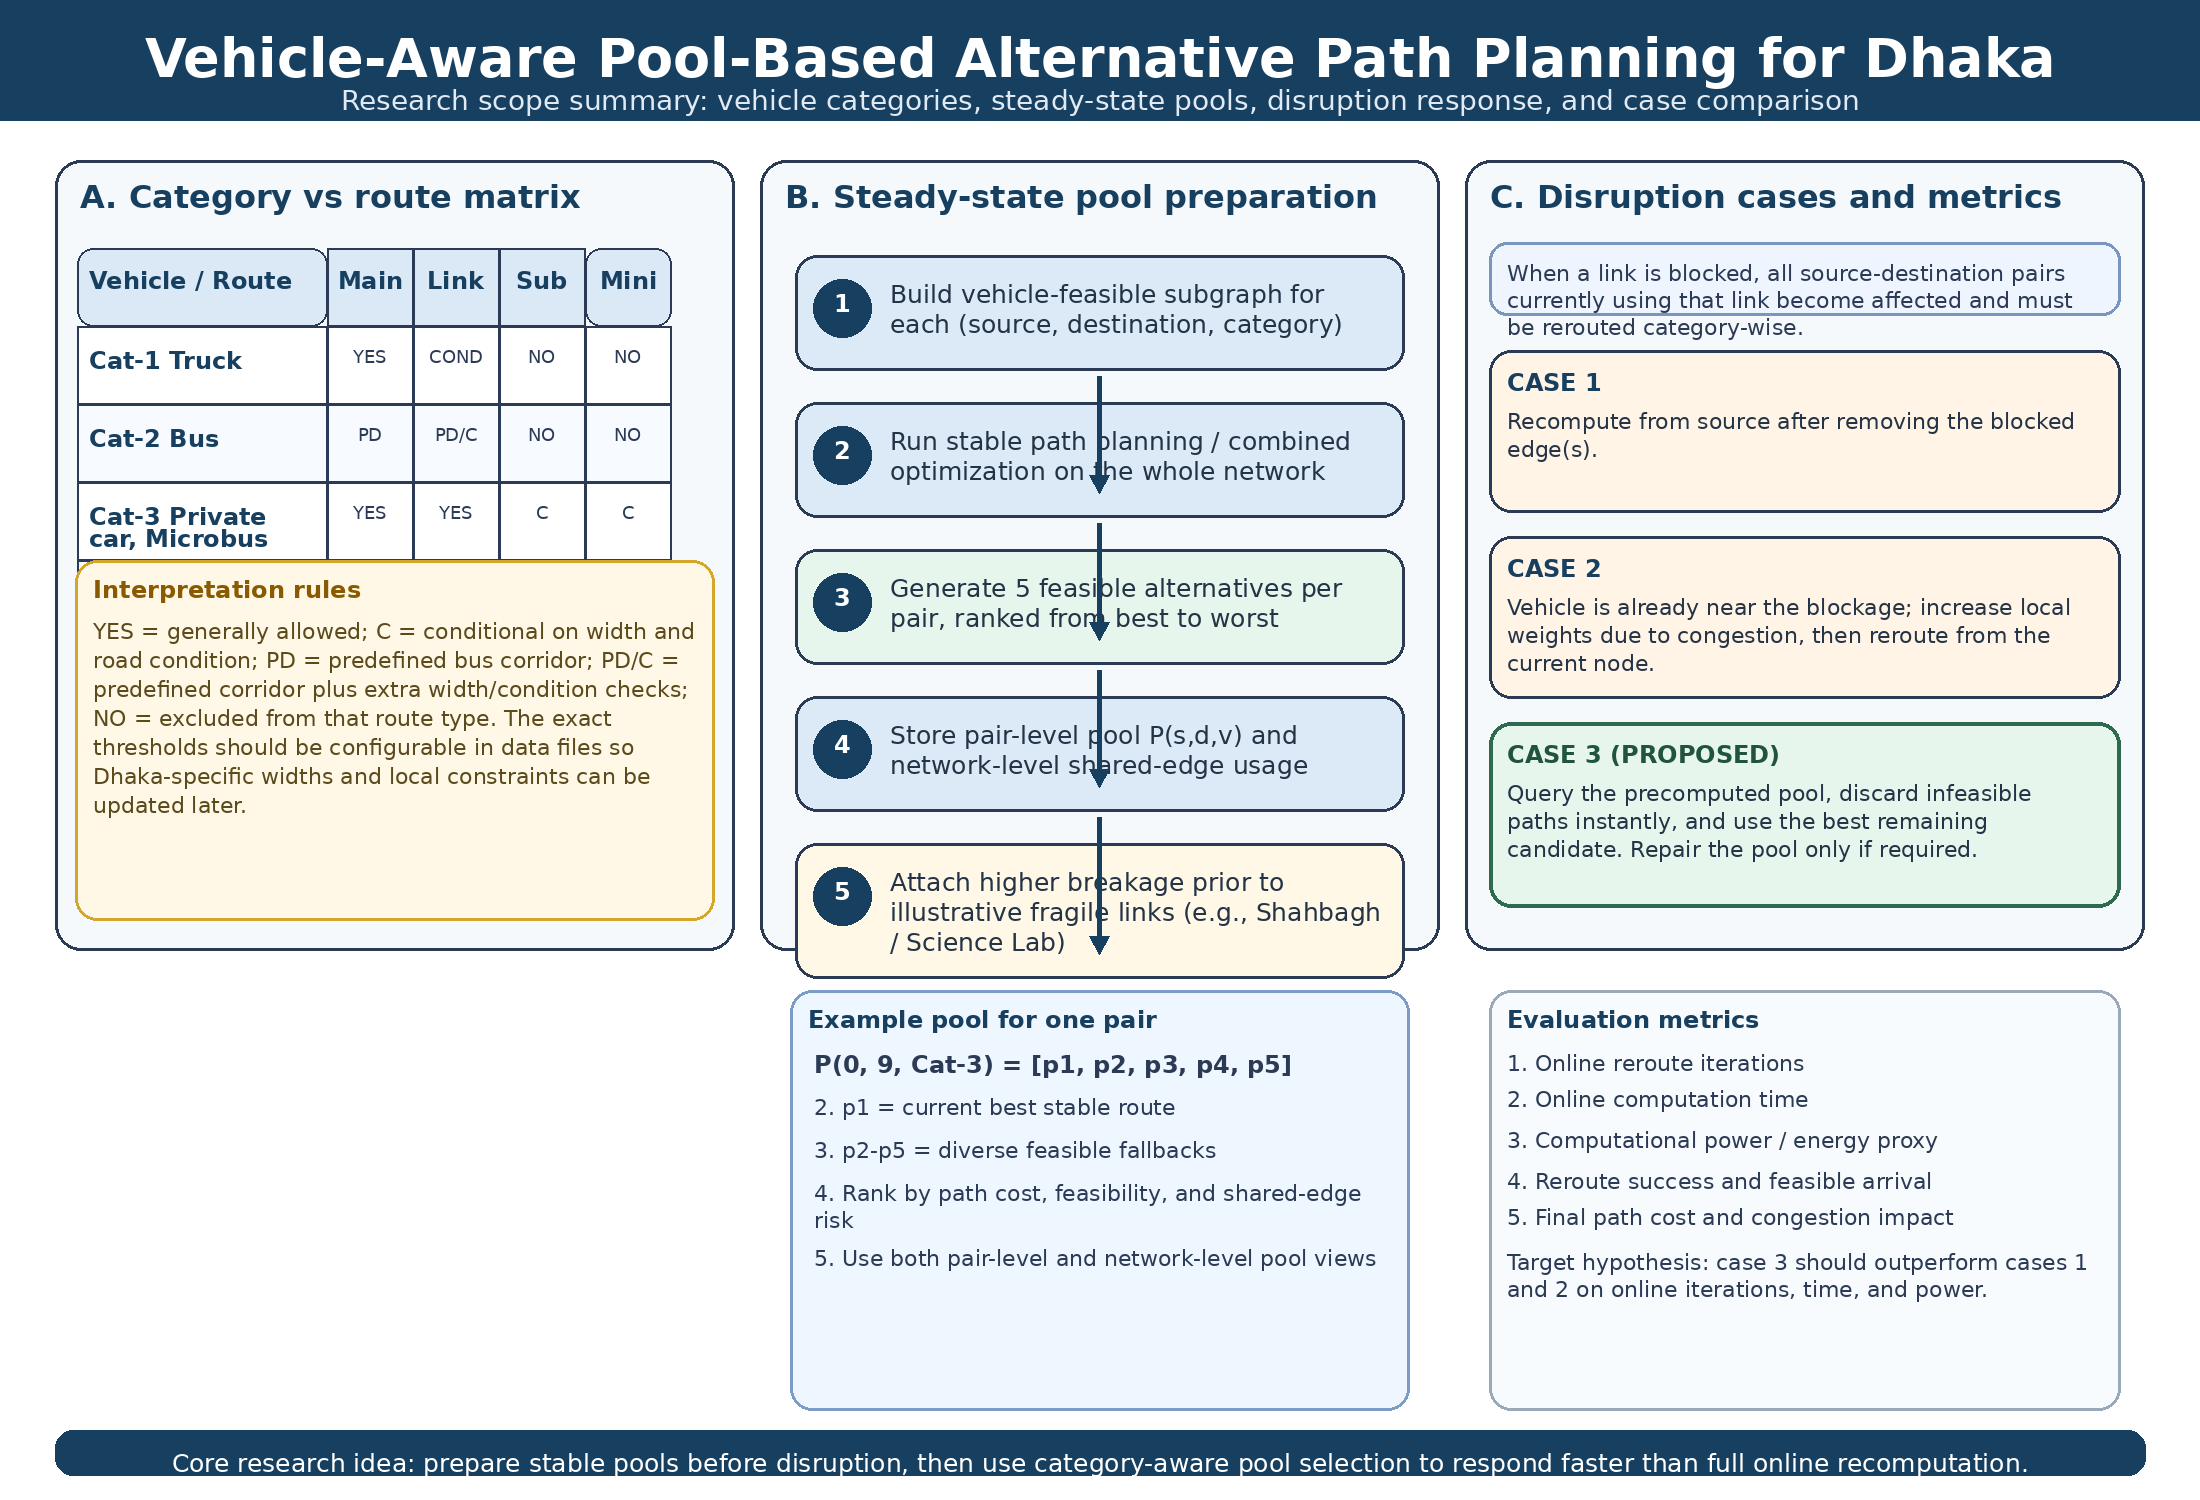 Vehicle-Aware Pool-Based Alternative Path Planning for Dhaka
Research scope summary: vehicle categories, steady-state pools, disruption response, and case comparison
A. Category vs route matrix
Vehicle / Route Main Link Sub Mini
Cat-1 Truck YES COND NO NO
Cat-2 Bus PD PD/C NO NO
Cat-3 Private YES YES C C
car, Microbus
Interpretation rules
YES = generally allowed; C = conditional on width and
road condition; PD = predefined bus corridor; PD/C =
predefined corridor plus extra width/condition checks;
NO = excluded from that route type. The exact
thresholds should be configurable in data files so
Dhaka-specific widths and local constraints can be
updated later.
B. Steady-state pool preparation
1
Build vehicle-feasible subgraph for
each (source, destination, category)
2
Run stable path planning / combined
optimization on the whole network
3
Generate 5 feasible alternatives per
pair, ranked from best to worst
4
Store pair-level pool P(s,d,v) and
network-level shared-edge usage
5
Attach higher breakage prior to
illustrative fragile links (e.g., Shahbagh
/ Science Lab)
Example pool for one pair
P(0, 9, Cat-3) = [p1, p2, p3, p4, p5]
2. p1 = current best stable route
3. p2-p5 = diverse feasible fallbacks
4. Rank by path cost, feasibility, and shared-edge
risk
5. Use both pair-level and network-level pool views
C. Disruption cases and metrics
When a link is blocked, all source-destination pairs
currently using that link become affected and must
be rerouted category-wise.
CASE 1
Recompute from source after removing the blocked
edge(s).
CASE 2
Vehicle is already near the blockage; increase local
weights due to congestion, then reroute from the
current node.
CASE 3 (PROPOSED)
Query the precomputed pool, discard infeasible
paths instantly, and use the best remaining
candidate. Repair the pool only if required.
Evaluation metrics
1. Online reroute iterations
2. Online computation time
3. Computational power / energy proxy
4. Reroute success and feasible arrival
5. Final path cost and congestion impact
Target hypothesis: case 3 should outperform cases 1
and 2 on online iterations, time, and power.
Core research idea: prepare stable pools before disruption, then use category-aware pool selection to respond faster than full online recomputation.